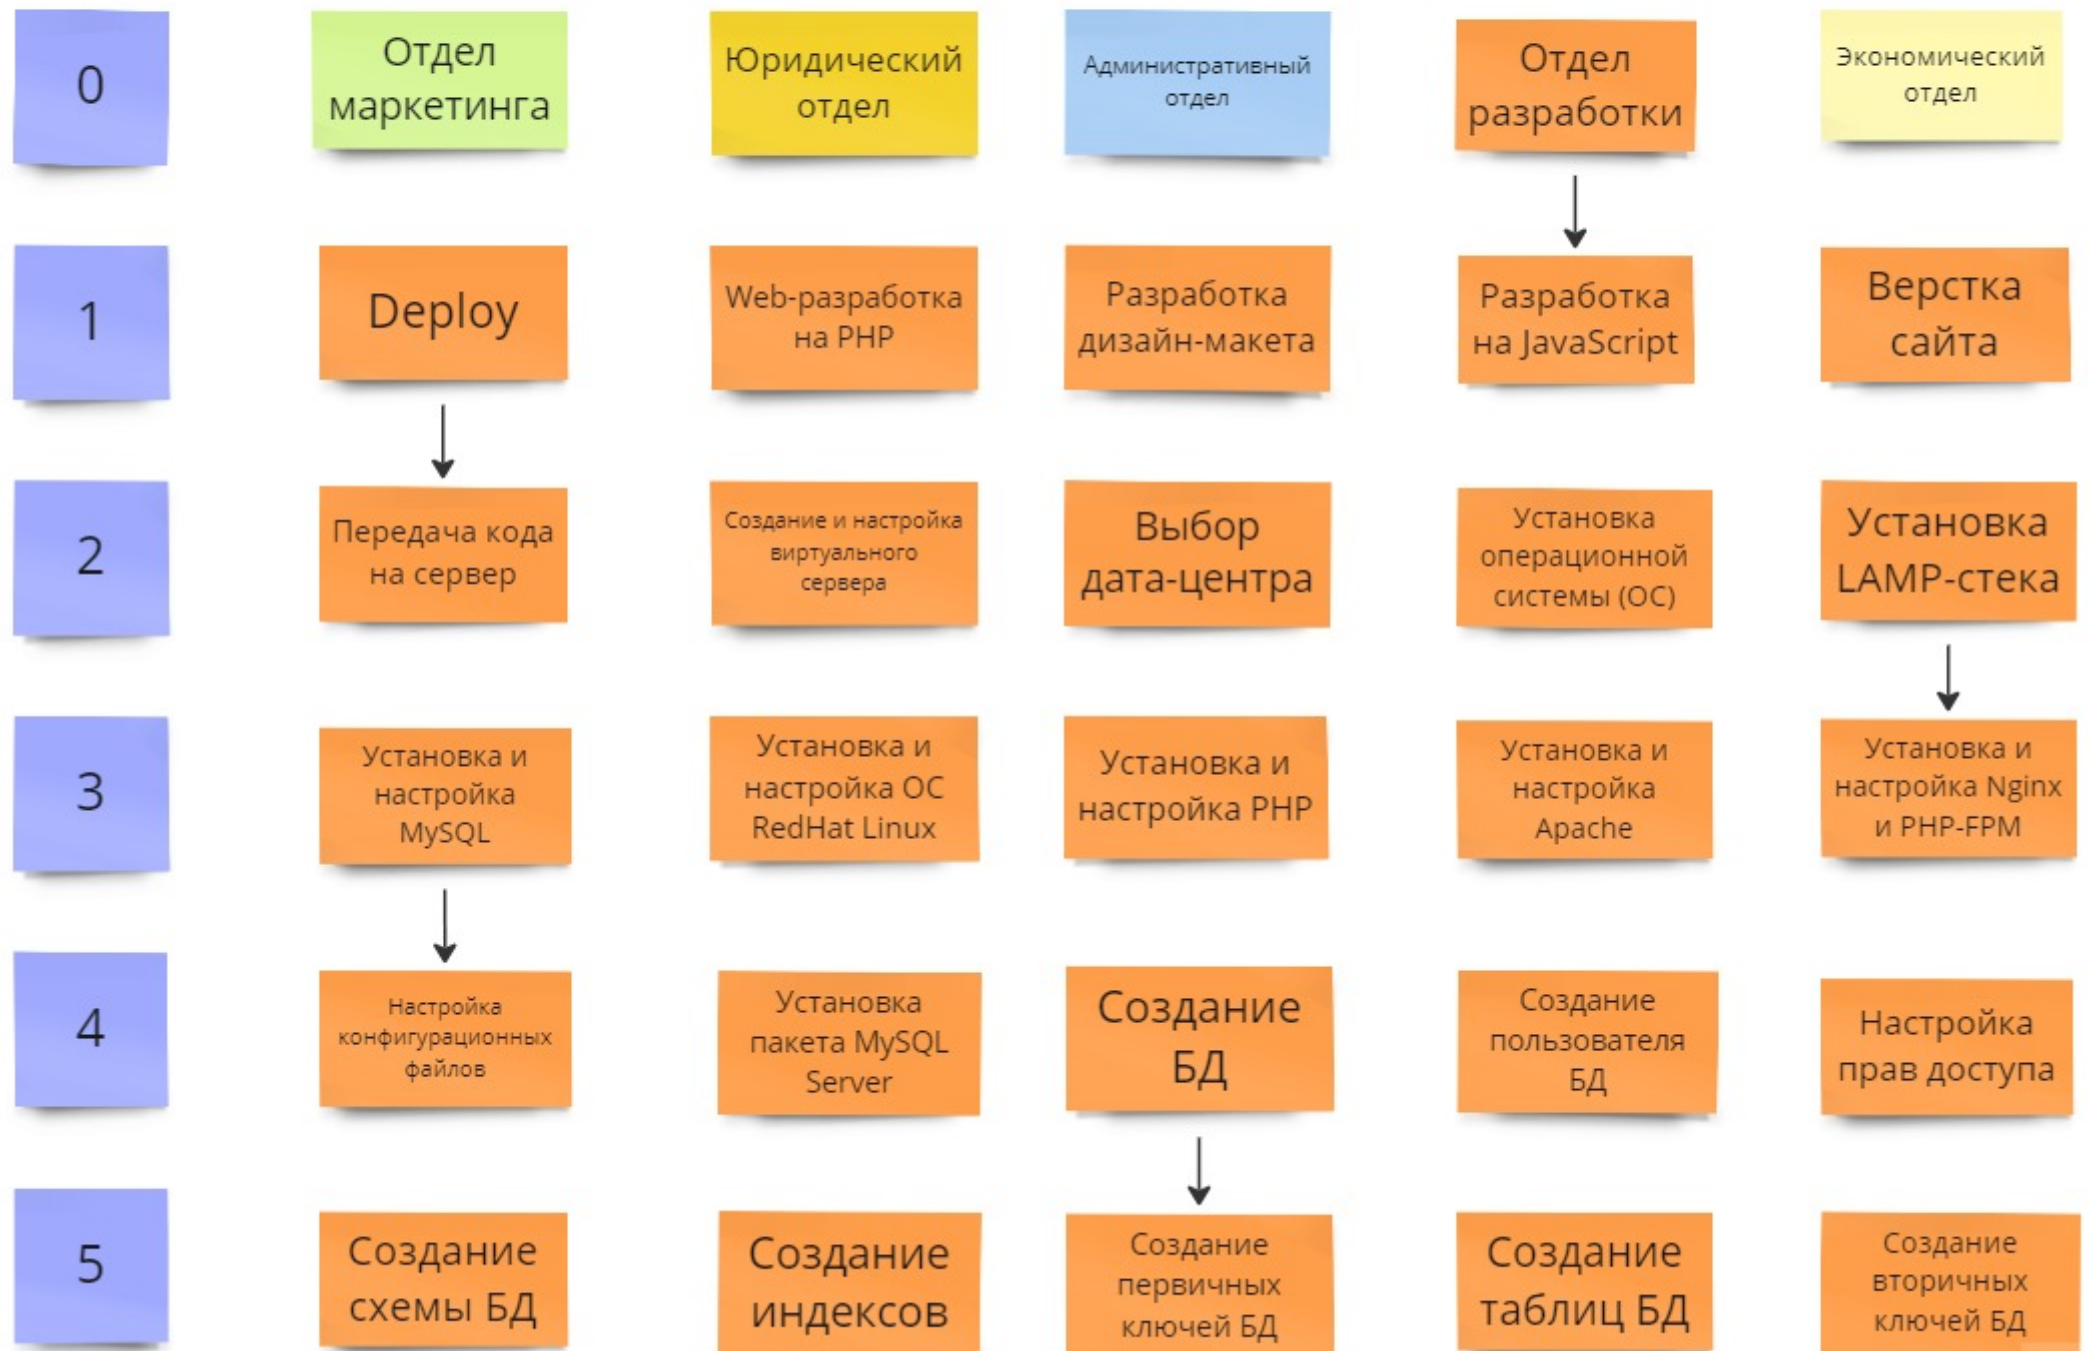 0
Отдел
маркетинга
Юридический
отдел
Административный
отдел
Отдел
разработки
Экономический
отдел
1
Deploy
Web-разработка
на PHP
Разработка
дизайн-макета
Разработка
на JavaScript
Верстка
сайта
2
Передача кода
на сервер
Создание и настройка
виртуального
сервера
Выбор
дата-центра
Установка
операционной
системы (ОС)
Установка
LAMP-стека
3
Установка и
настройка
MySQL
Установка и
настройка ОС
RedHat Linux
Установка и
настройка PHP
Установка и
настройка
Apache
Установка и
настройка Nginx
и PHP-FPM
4
Настройка
конфигурационных
файлов
Установка
пакета MySQL
Server
Создание
БД
Создание
пользователя
БД
Настройка
прав доступа
5
Создание
схемы БД
Создание
индексов
Создание
первичных
ключей БД
Создание
таблиц БД
Создание
вторичных
ключей БД